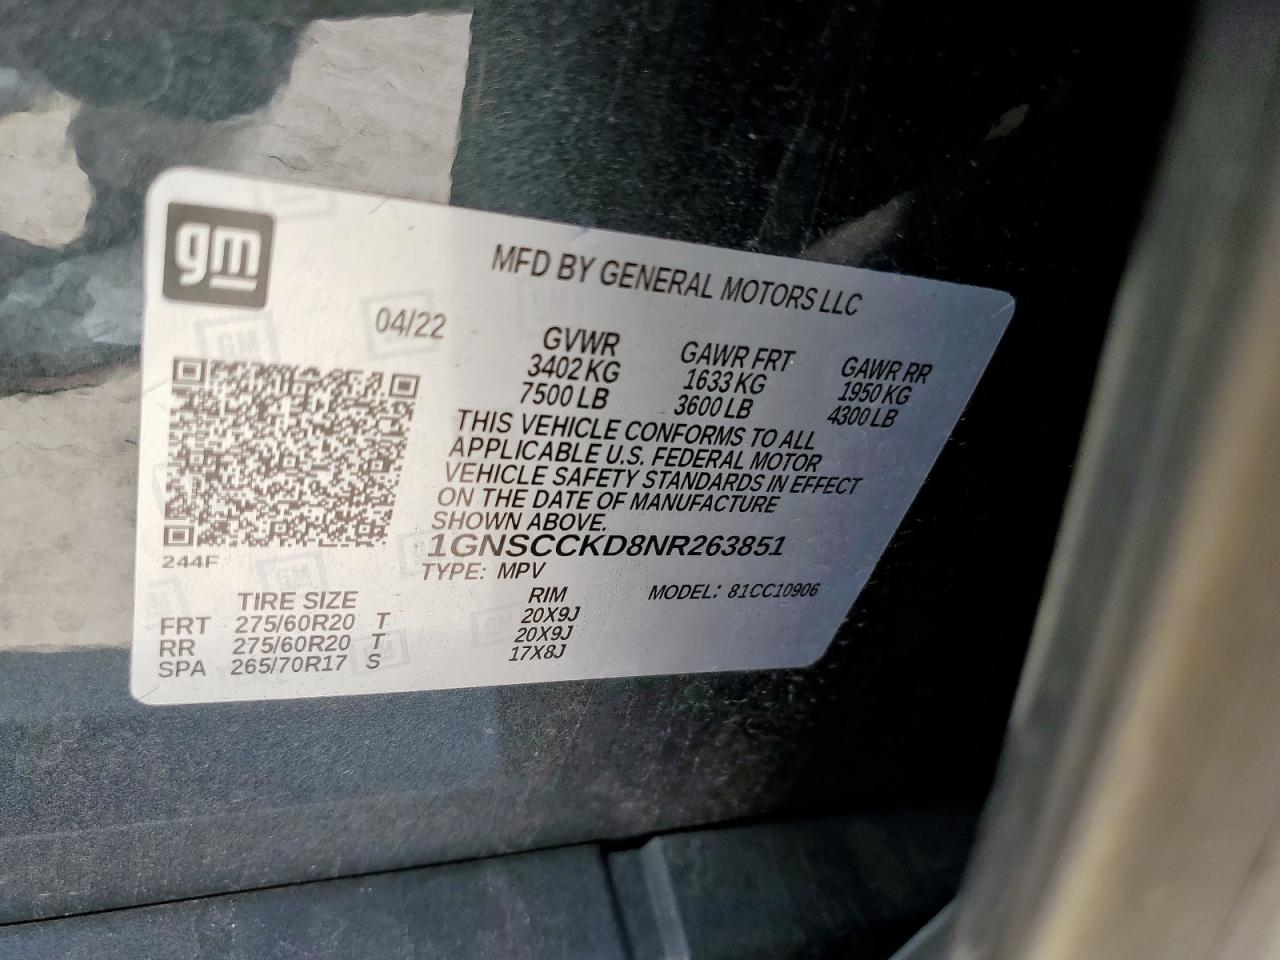 gm
MFD BY GENERAL MOTORS LLC
04/22
GVWR GAWR FRT GAWR RR
3402 KG 1633 KG 1950 KG
7500 LB 3600 LB 4300 LB
THIS VEHICLE CONFORMS TO ALL
APPLICABLE U.S. FEDERAL MOTOR
VEHICLE SAFETY STANDARDS IN EFFECT
ON THE DATE OF MANUFACTURE
SHOWN ABOVE.
1GNSCCKD8NR263851
244F
TYPE: MPV MODEL: 81CC10906
TIRE SIZE RIM
FRT 275/60R20 T 20X9J
RR 275/60R20 T 20X9J
SPA 265/70R17 S 17X8J